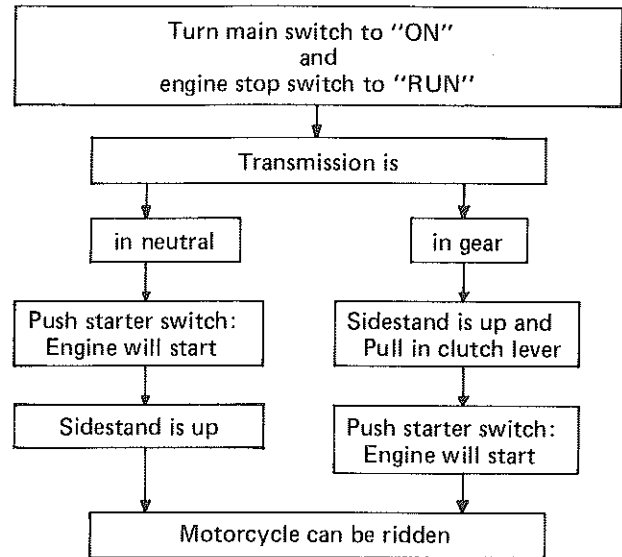 Turn main switch to "ON"
and
engine stop switch to "RUN"
Transmission is
in neutral
in gear
Push starter switch:
Engine will start
Sidestand is up and
Pull in clutch lever
Sidestand is up
Push starter switch:
Engine will start
Motorcycle can be ridden